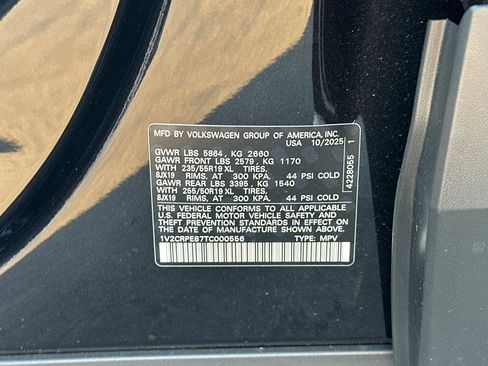 MFD. BY VOLKSWAGEN GROUP OF AMERICA, INC.
USA 10/2025
GVWR LBS 5864, KG 2660
GAWR FRONT LBS 2579, KG 1170
WITH 235/55R19 XL TIRES,
8JX19 RIMS, AT 300 KPA, 44 PSI COLD
GAWR REAR LBS 3395, KG 1540
WITH 255/50R19 XL TIRES,
8JX19 RIMS, AT 300 KPA, 44 PSI COLD
THIS VEHICLE CONFORMS TO ALL APPLICABLE
U.S. FEDERAL MOTOR VEHICLE SAFETY AND
THEFT PREVENTION STANDARDS IN EFFECT
ON THE DATE OF MANUFACTURE SHOWN ABOVE.
1V2CRPE87TC000556 TYPE: MPV
4228055 1